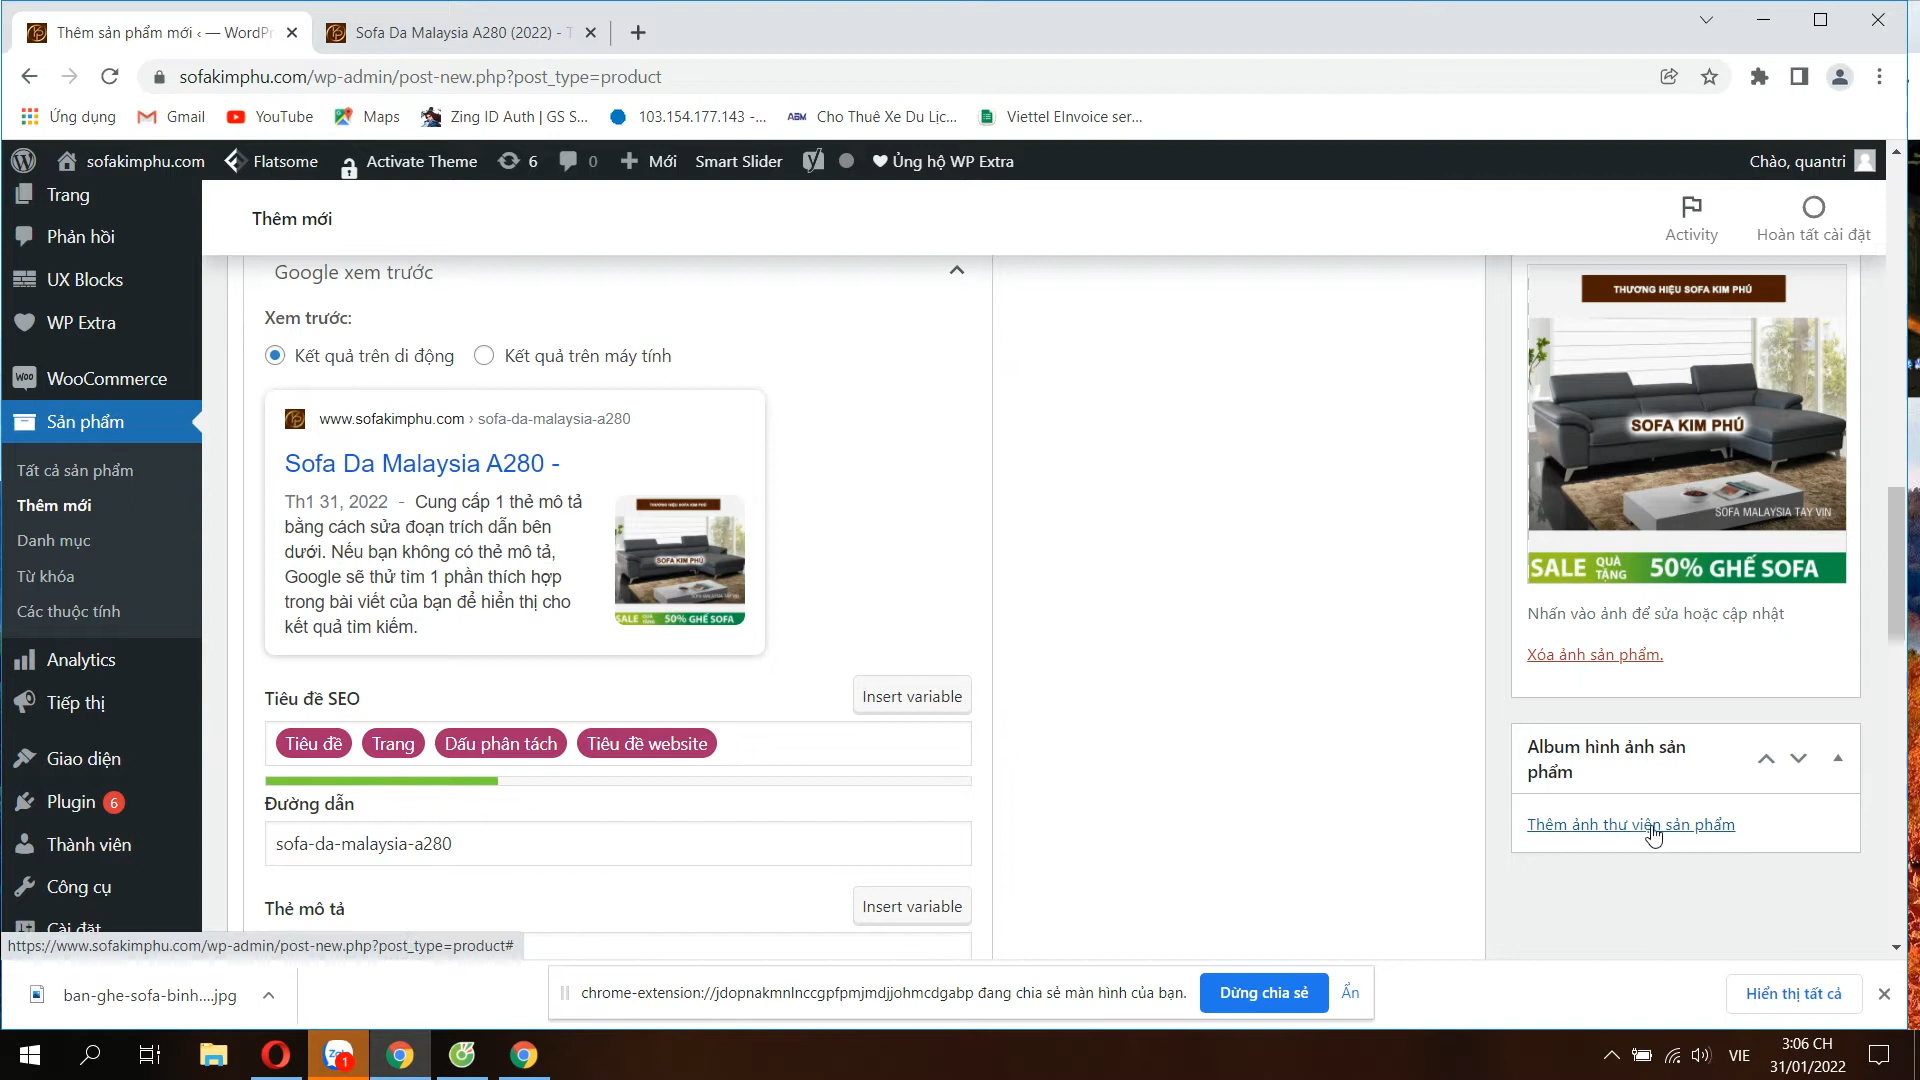 Thêm sản phẩm mới ‹ — WordPr
Sofa Da Malaysia A280 (2022) - T
sofakimphu.com/wp-admin/post-new.php?post_type=product
Ứng dụng
Gmail
YouTube
Maps
Zing ID Auth | GS S...
103.154.177.143 -...
Cho Thuê Xe Du Lịc...
Viettel EInvoice ser...
sofakimphu.com
Flatsome
Activate Theme
6
0
Mới
Smart Slider
Ủng hộ WP Extra
Chào, quantri
Trang
Phản hồi
UX Blocks
WP Extra
WooCommerce
Sản phẩm
Tất cả sản phẩm
Thêm mới
Danh mục
Từ khóa
Các thuộc tính
Analytics
Tiếp thị
Giao diện
Plugin 6
Thành viên
Công cụ
Cài đặt
Thêm mới
Activity
Hoàn tất cài đặt
Google xem trước
Xem trước:
Kết quả trên di động
Kết quả trên máy tính
www.sofakimphu.com › sofa-da-malaysia-a280
Sofa Da Malaysia A280 -
Th1 31, 2022 - Cung cấp 1 thẻ mô tả
bằng cách sửa đoạn trích dẫn bên
dưới. Nếu bạn không có thẻ mô tả,
Google sẽ thử tìm 1 phần thích hợp
trong bài viết của bạn để hiển thị cho
kết quả tìm kiếm.
SOFA KIM PHÚ
SALE 50% GHẾ SOFA
Tiêu đề SEO
Insert variable
Tiêu đề
Trang
Dấu phân tách
Tiêu đề website
Đường dẫn
sofa-da-malaysia-a280
Thẻ mô tả
Insert variable
THƯƠNG HIỆU SOFA KIM PHÚ
SOFA KIM PHÚ
SOFA MALAYSIA TAY VIN
SALE QUÀ TẶNG 50% GHẾ SOFA
Nhấn vào ảnh để sửa hoặc cập nhật
Xóa ảnh sản phẩm.
Album hình ảnh sản
phẩm
Thêm ảnh thư viện sản phẩm
https://www.sofakimphu.com/wp-admin/post-new.php?post_type=product#
ban-ghe-sofa-binh....jpg
chrome-extension://jdopnakmnlnccgpfpmjmdjjohmcdgabp đang chia sẻ màn hình của bạn.
Dừng chia sẻ
Ẩn
Hiển thị tất cả
1
VIE
3:06 CH
31/01/2022